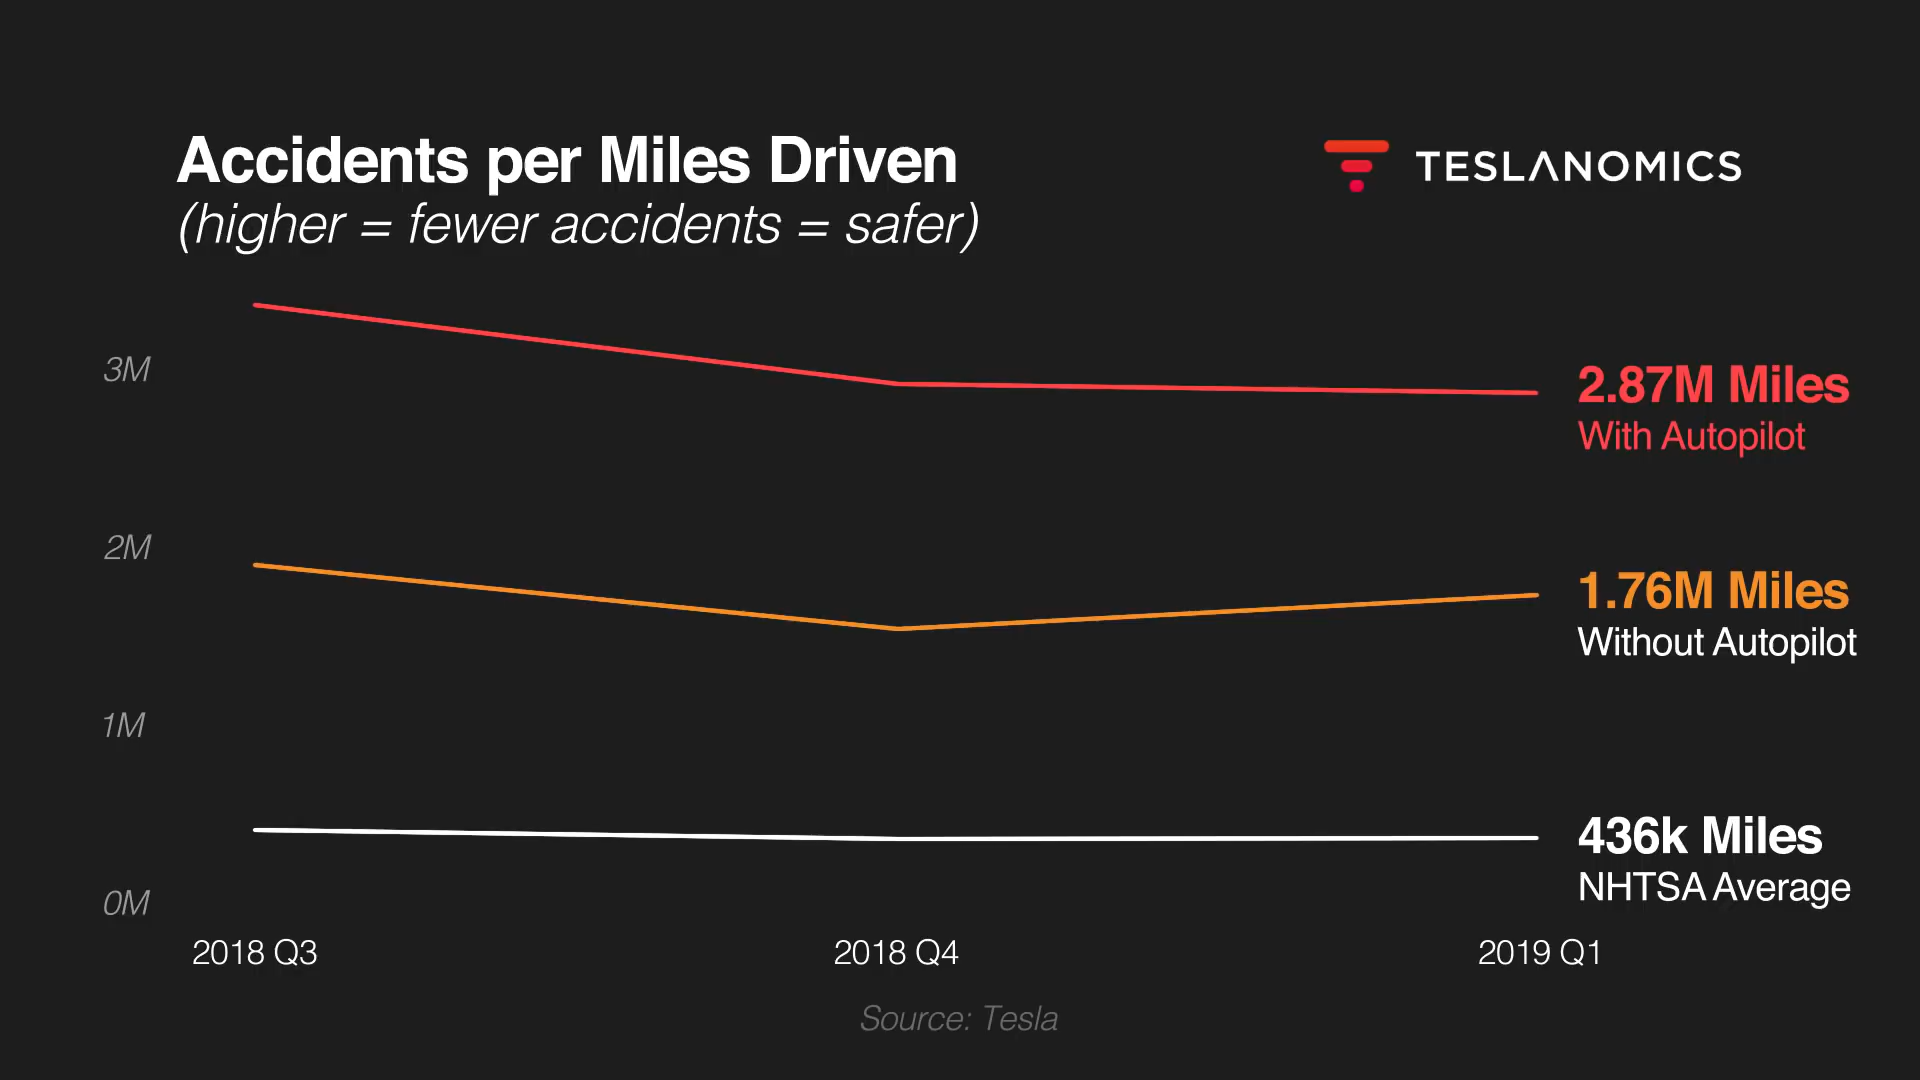 Accidents per Miles Driven
(higher = fewer accidents = safer)
TESLANOMICS
3M
2M
1M
0M
2.87M Miles
With Autopilot
1.76M Miles
Without Autopilot
436k Miles
NHTSA Average
2018 Q3
2018 Q4
2019 Q1
Source: Tesla